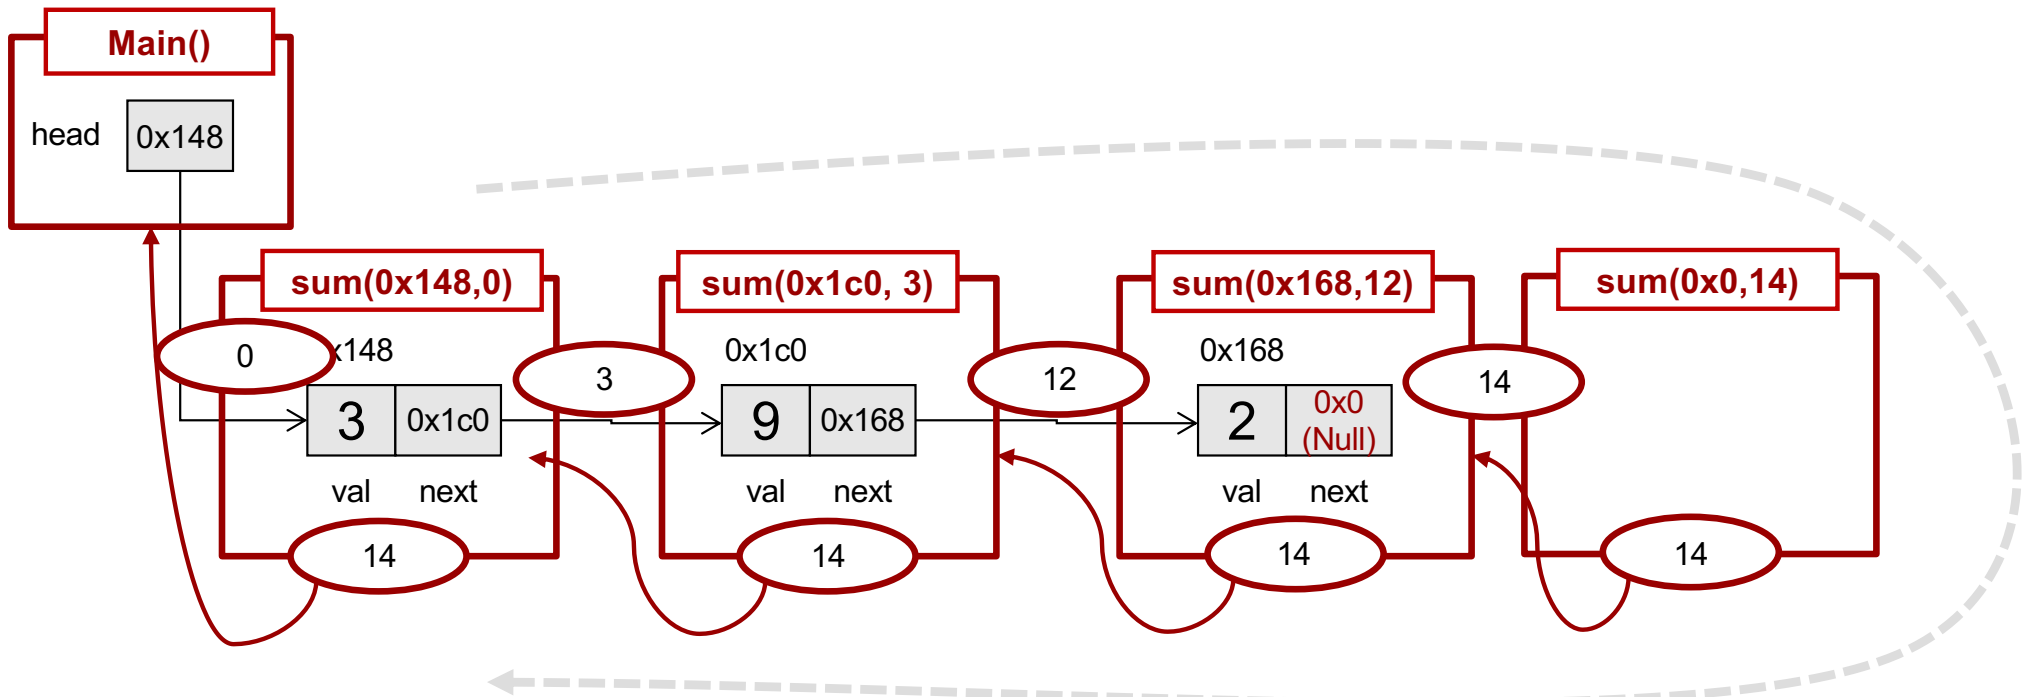 Main()
head
0x148
sum(0x148,0)
sum(0x1c0, 3)
sum(0x168,12)
sum(0x0,14)
0
x148
3
0x1c0
12
0x168
14
3
0x1c0
9
0x168
2
0x0
(Null)
val
next
val
next
val
next
14
14
14
14